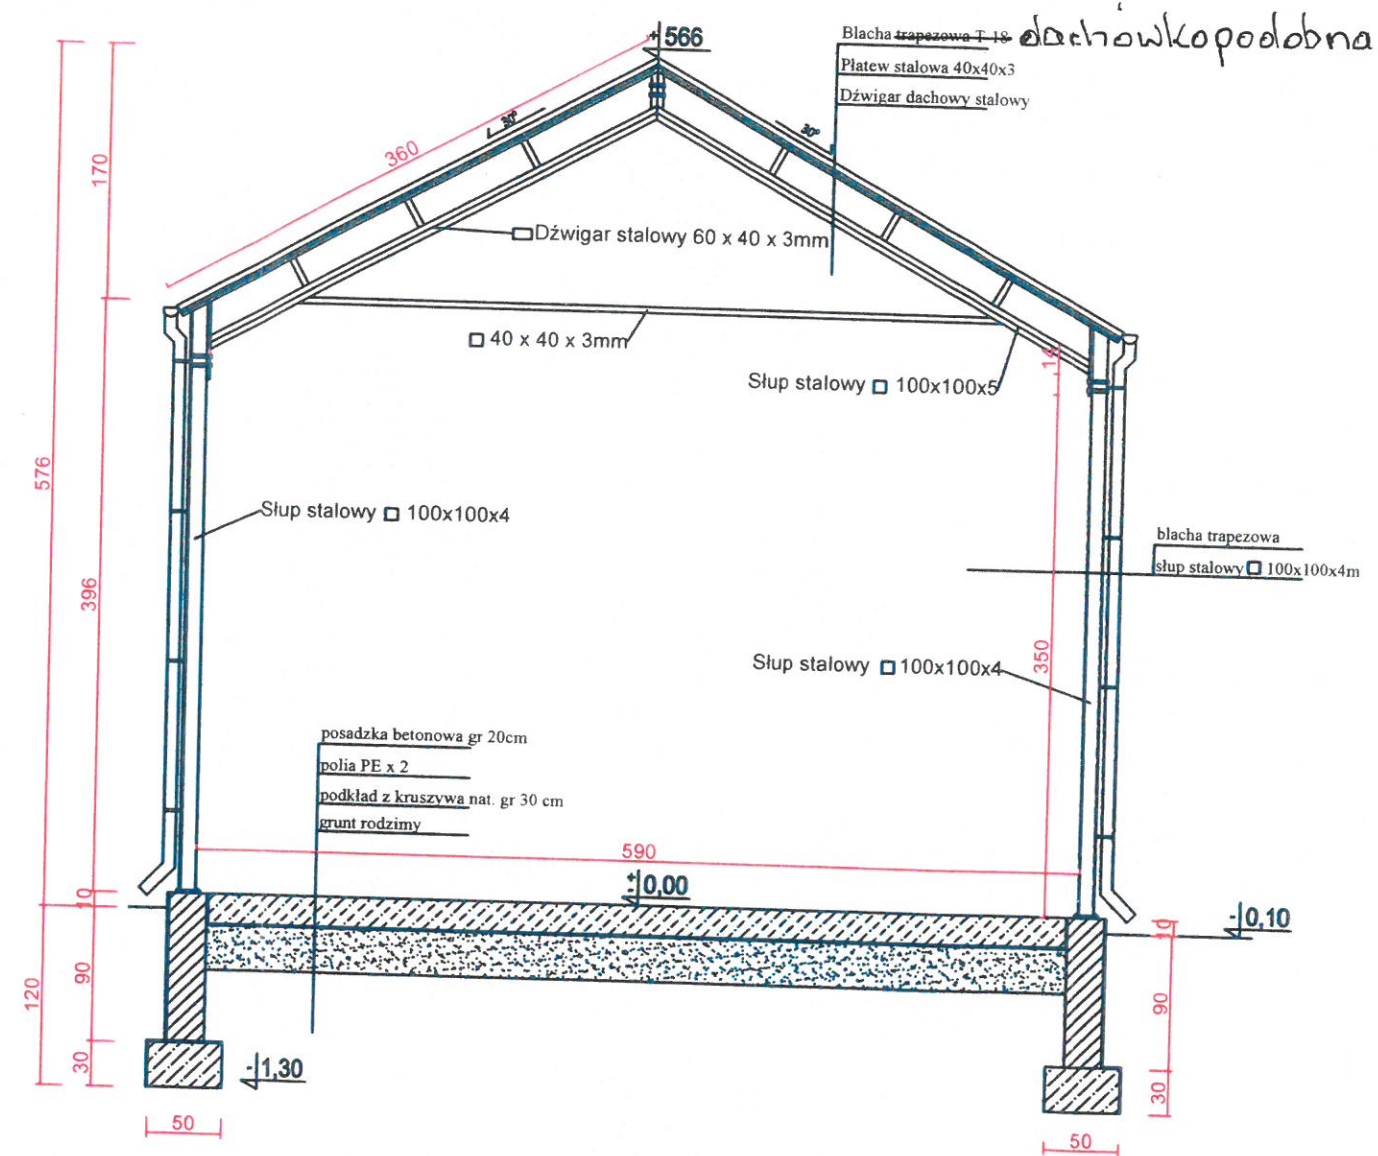 +566
Blacha trapezowa T-18 dachówkopodobna
Płatew stalowa 40x40x3
Dźwigar dachowy stalowy
30°
30°
360
170
Dźwigar stalowy 60 x 40 x 3mm
40 x 40 x 3mm
Słup stalowy 100x100x5
14
576
Słup stalowy 100x100x4
blacha trapezowa
słup stalowy 100x100x4m
396
350
Słup stalowy 100x100x4
posadzka betonowa gr 20cm
polia PE x 2
podkład z kruszywa nat. gr 30 cm
grunt rodzimy
590
±0,00
10
-0,10
10
90
120
90
30
-1,30
30
50
50